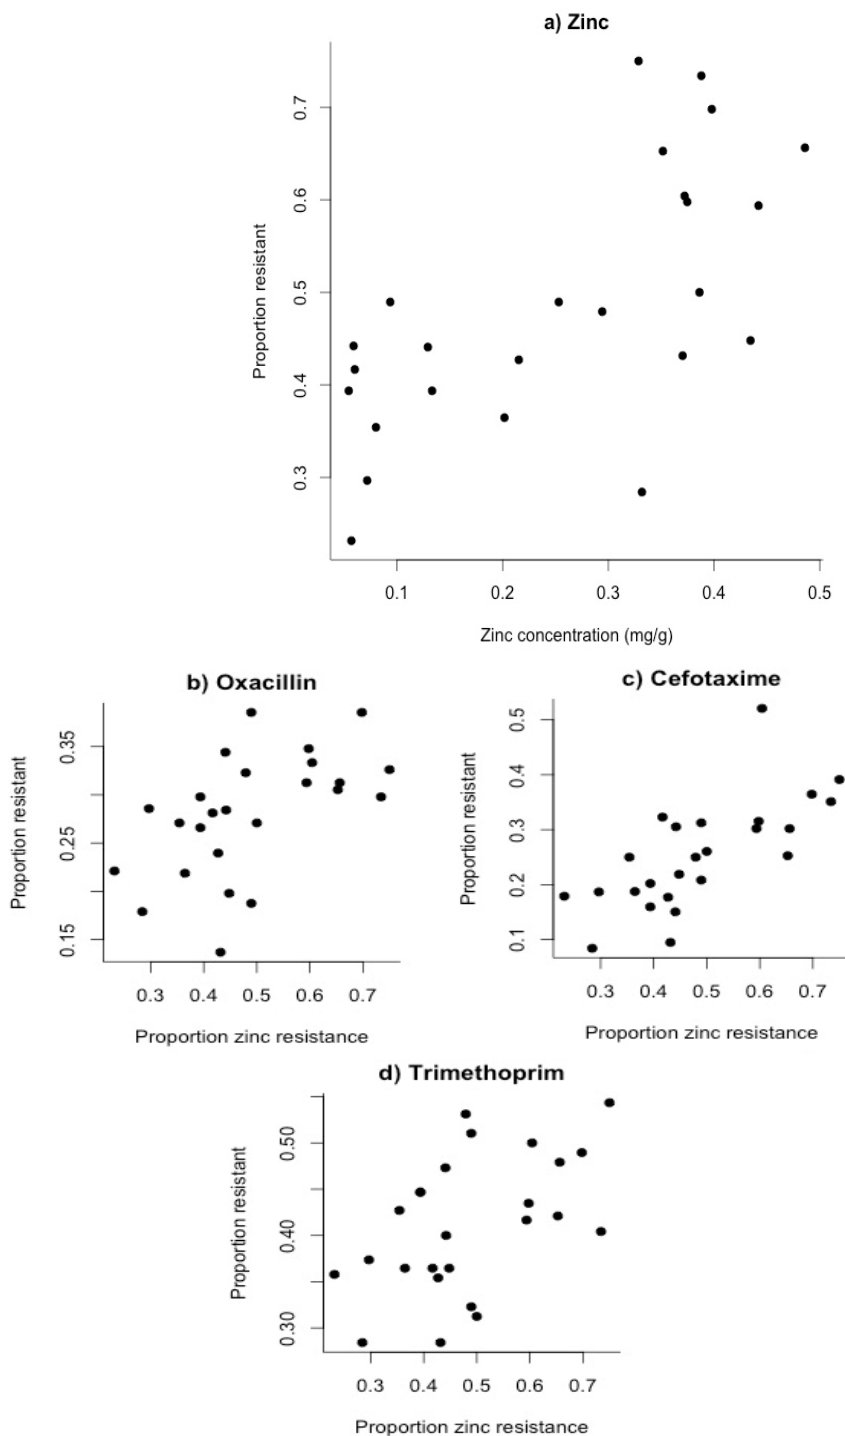 a) Zinc
Proportion resistant
0.7
0.6
0.5
0.4
0.3
0.1 0.2 0.3 0.4 0.5
Zinc concentration (mg/g)
b) Oxacillin
Proportion resistant
0.35
0.25
0.15
0.3 0.4 0.5 0.6 0.7
Proportion zinc resistance
c) Cefotaxime
Proportion resistant
0.5
0.4
0.3
0.2
0.1
0.3 0.4 0.5 0.6 0.7
Proportion zinc resistance
d) Trimethoprim
Proportion resistant
0.50
0.40
0.30
0.3 0.4 0.5 0.6 0.7
Proportion zinc resistance